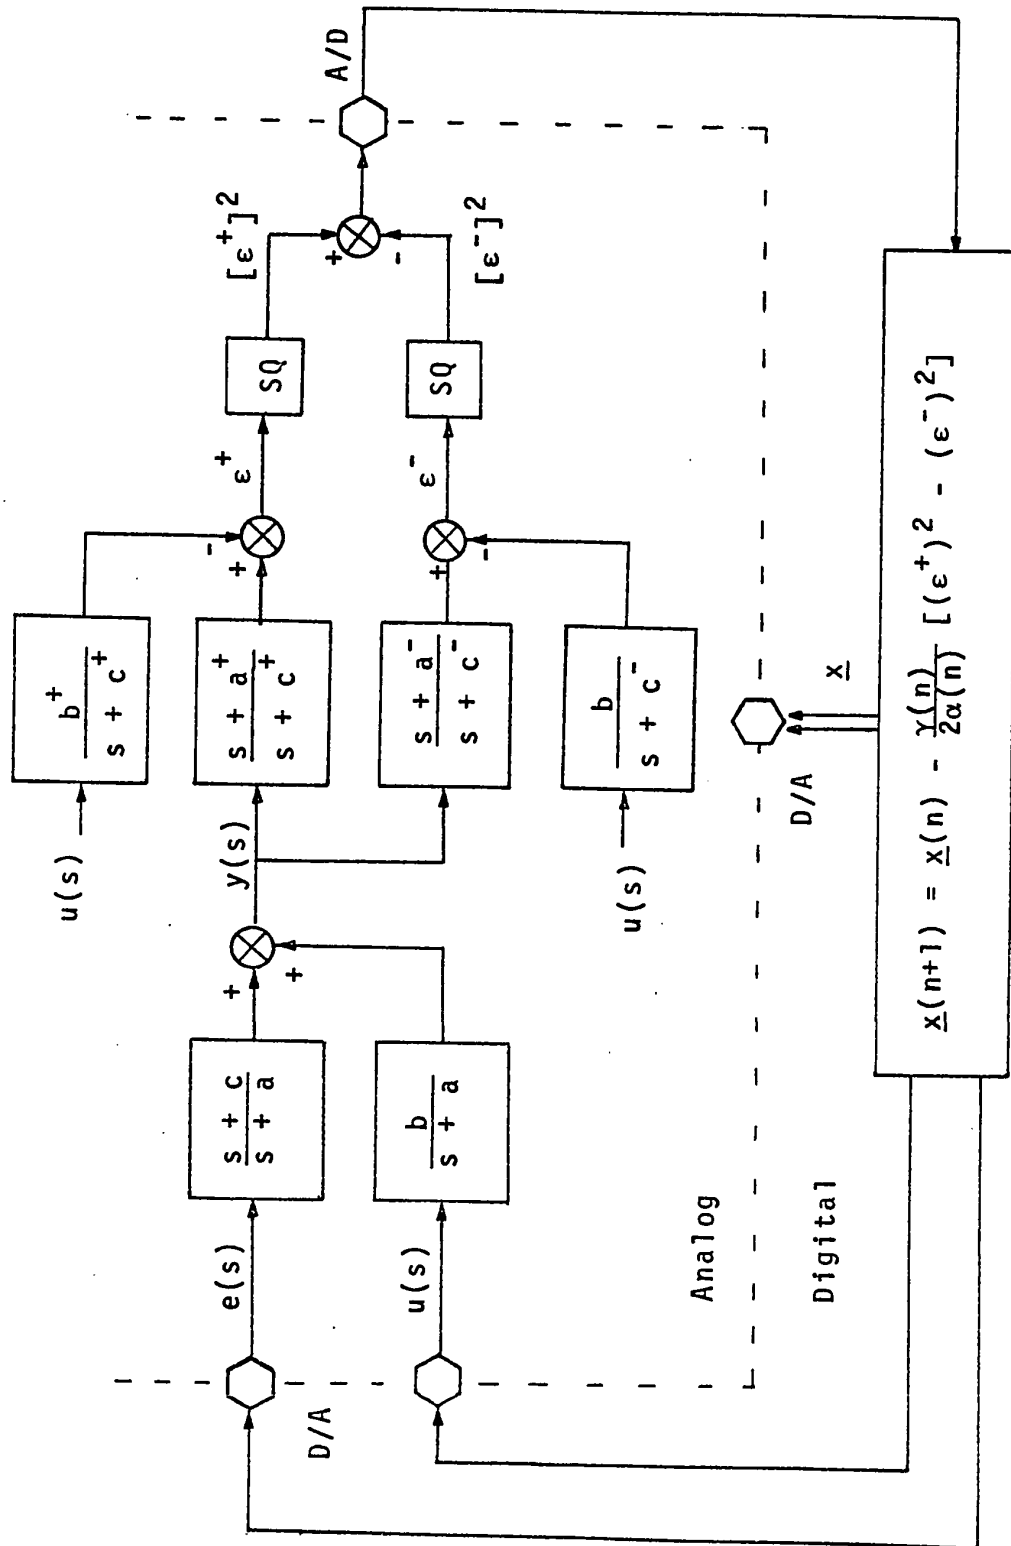 u(s)
b⁺
s + c⁺
-
+
ε⁺
SQ
[ε⁺]²
e(s)
s + c
s + a
+
+
y(s)
s + a⁺
s + c⁺
+
-
A/D
D/A
u(s)
b
s + a
s + a⁻
s + c⁻
+
-
ε⁻
SQ
[ε⁻]²
u(s)
b
s + c⁻
Analog
Digital
D/A
x
x(n+1) = x(n) - γ(n)/2α(n) [(ε⁺)² - (ε⁻)²]